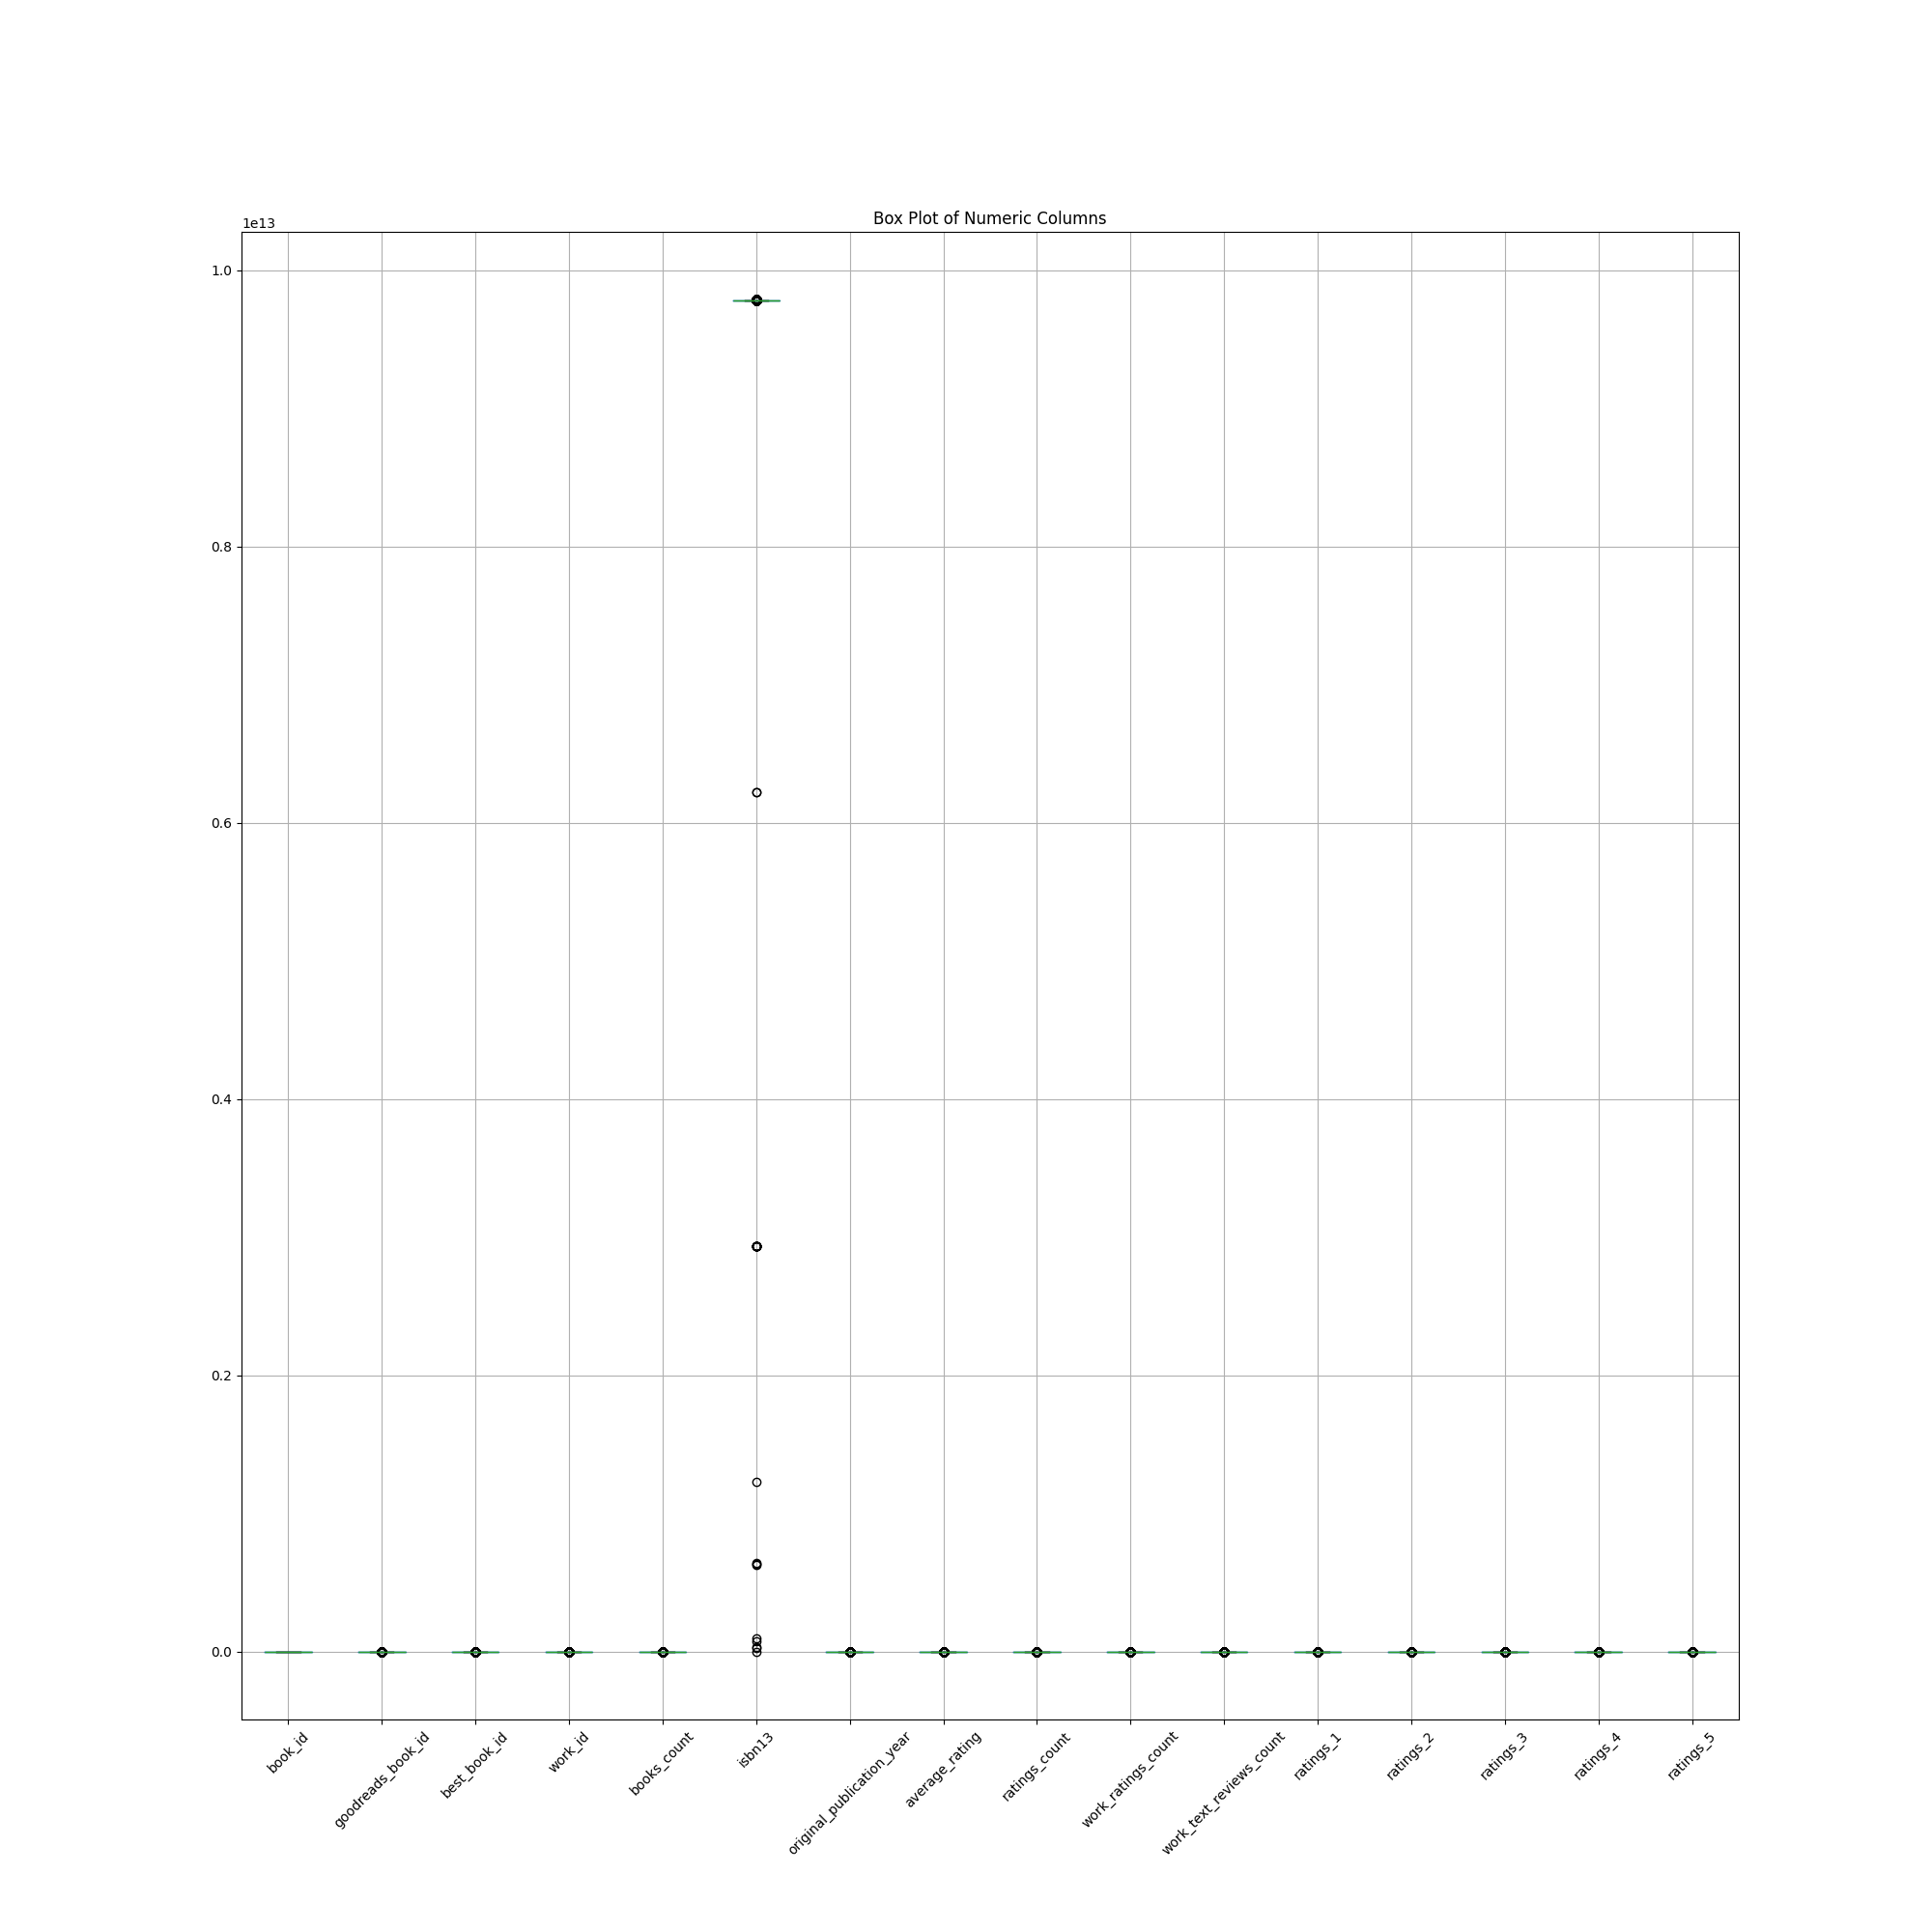 Box Plot of Numeric Columns
1e13
1.0
0.8
0.6
0.4
0.2
0.0
book_id
goodreads_book_id
best_book_id
work_id
books_count
isbn13
original_publication_year
average_rating
ratings_count
work_ratings_count
work_text_reviews_count
ratings_1
ratings_2
ratings_3
ratings_4
ratings_5